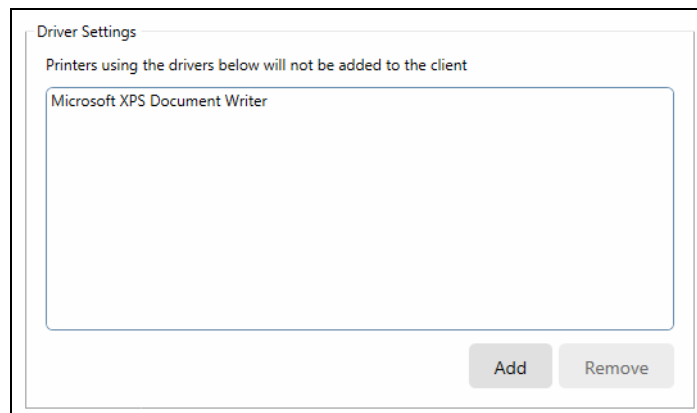 Driver Settings
Printers using the drivers below will not be added to the client
Microsoft XPS Document Writer
Add
Remove